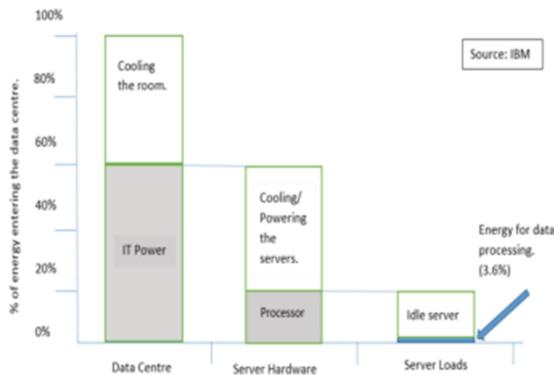 100%
80%
60%
40%
20%
0%
% of energy entering the data centre.
Cooling
the room.
IT Power
Cooling/
Powering
the
servers.
Processor
Source: IBM
Energy for data
processing.
(3.6%)
Idle server
Data Centre
Server Hardware
Server Loads